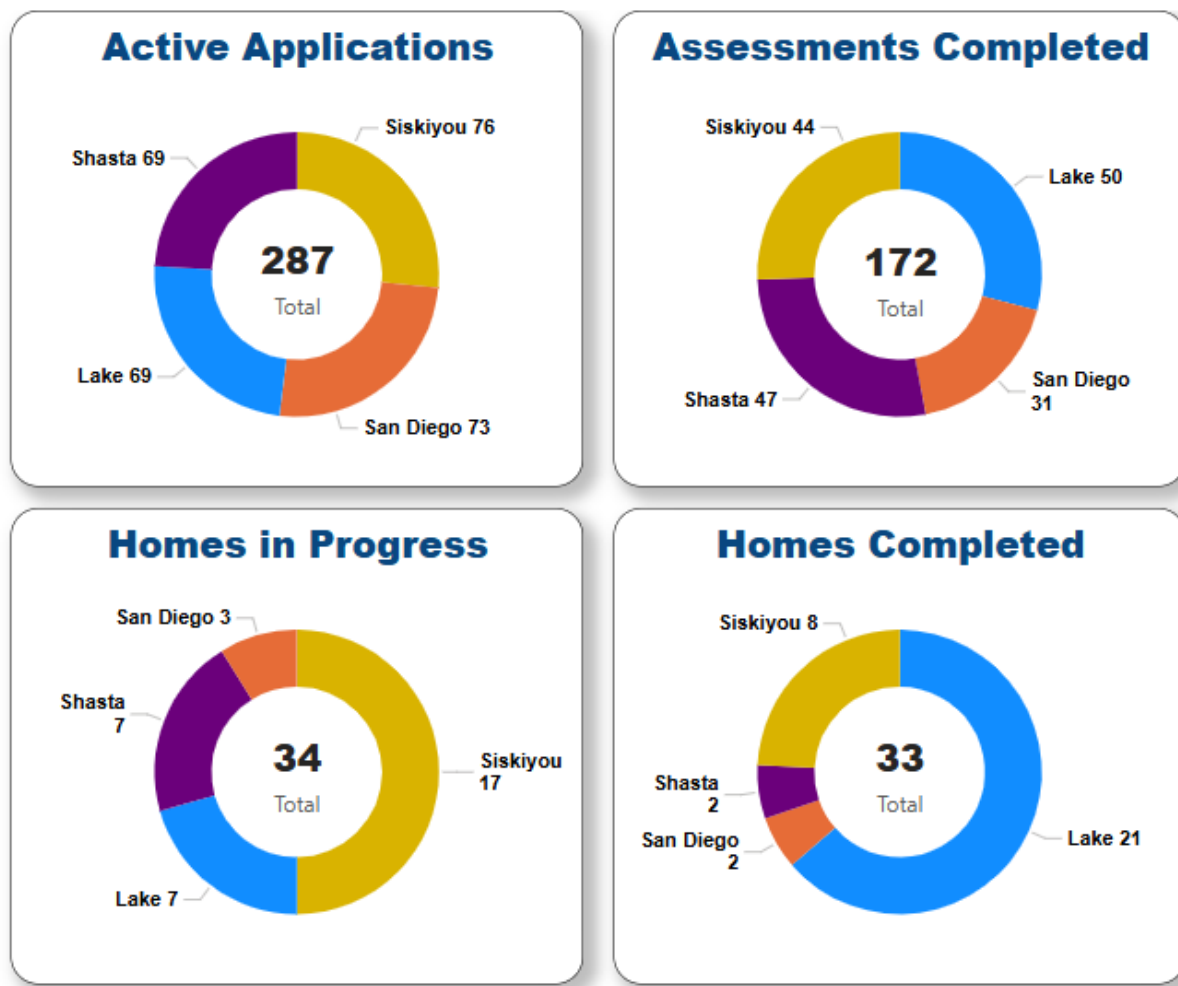 Active Applications
Siskiyou 76
Shasta 69
287
Total
Lake 69
San Diego 73
Assessments Completed
Siskiyou 44
Lake 50
172
Total
San Diego
31
Shasta 47
Homes in Progress
San Diego 3
Shasta
7
34
Total
Siskiyou
17
Lake 7
Homes Completed
Siskiyou 8
33
Total
Shasta
2
San Diego
2
Lake 21